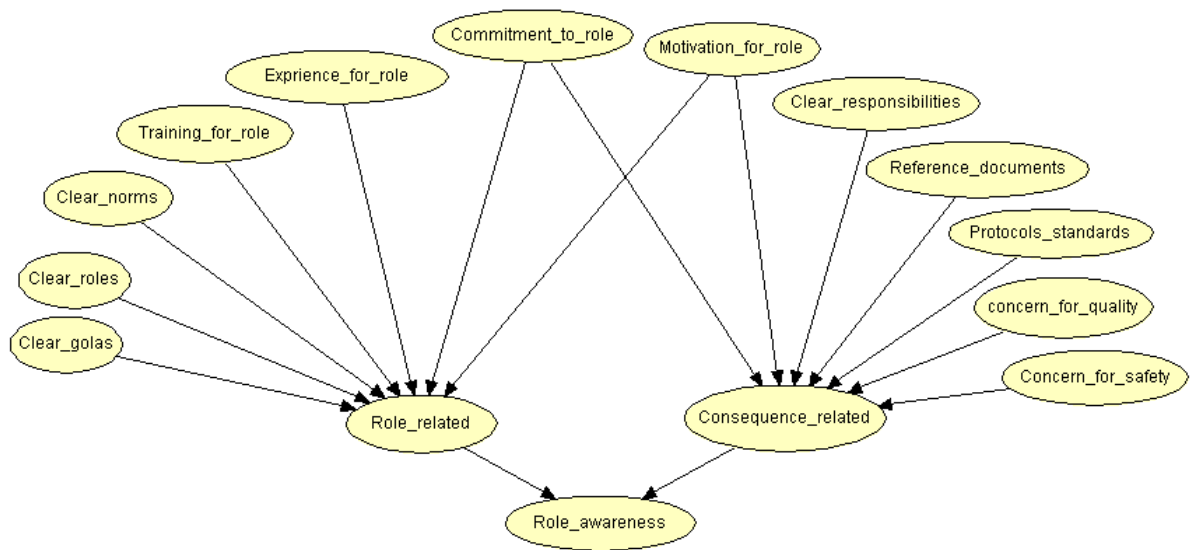 Commitment_to_role
Motivation_for_role
Exprience_for_role
Clear_responsibilities
Training_for_role
Reference_documents
Clear_norms
Protocols_standards
Clear_roles
concern_for_quality
Clear_golas
Concern_for_safety
Role_related
Consequence_related
Role_awareness